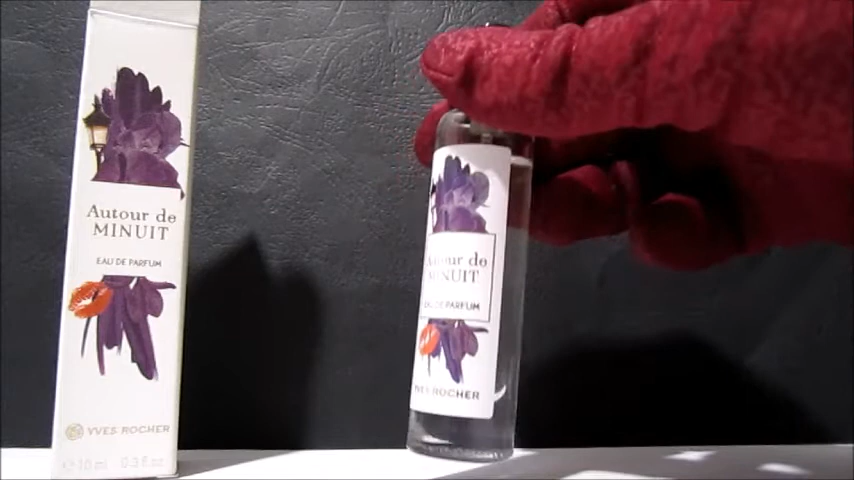 Autour de
MINUIT
EAU DE PARFUM
YVES ROCHER
℮ 10 ml 0.3 fl.oz
Autour de
MINUIT
EAU DE PARFUM
YVES ROCHER